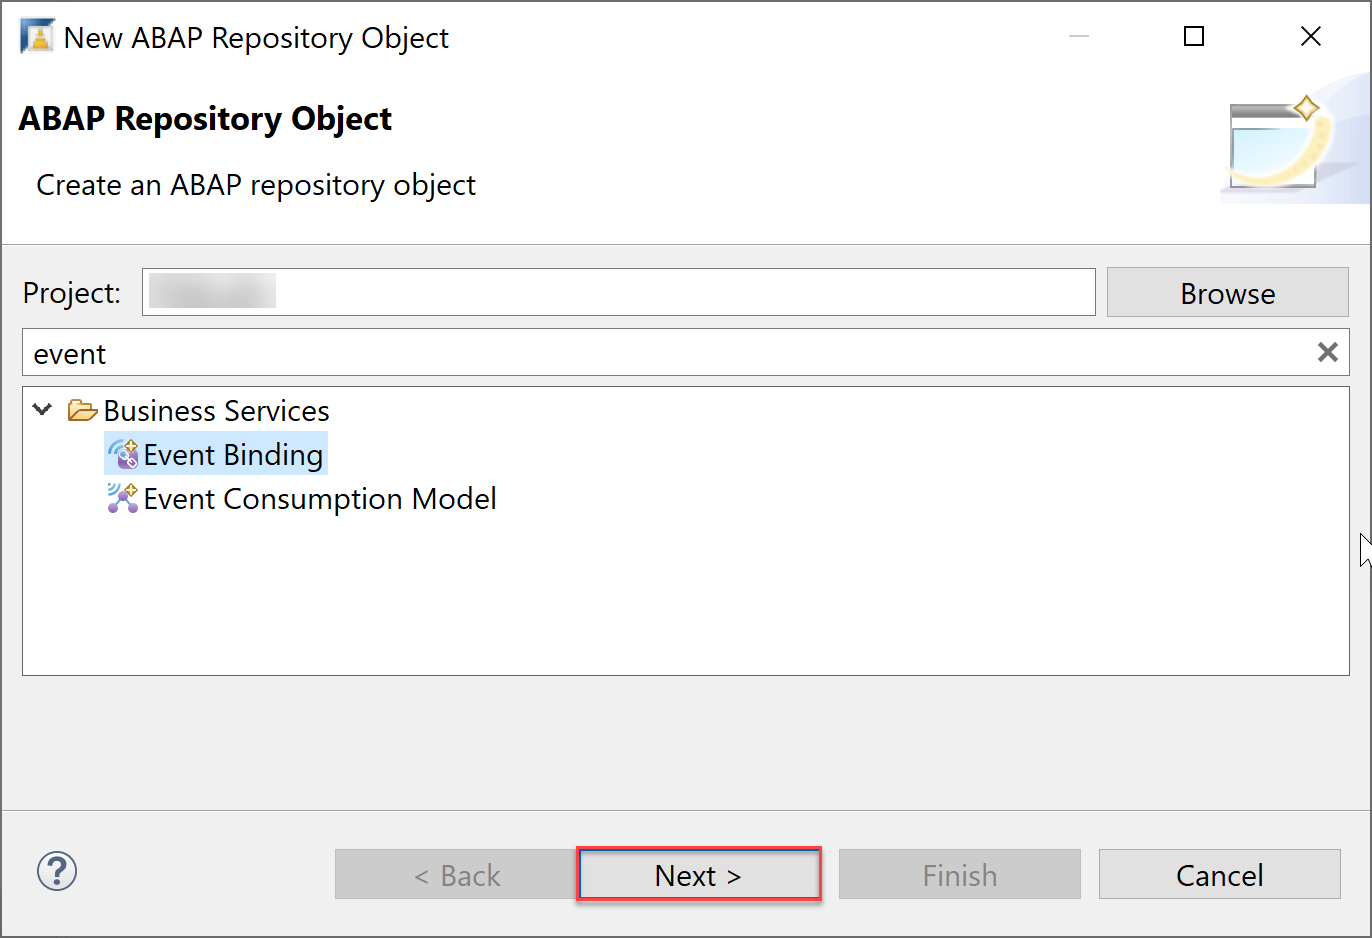 New ABAP Repository Object
ABAP Repository Object
Create an ABAP repository object
Project:
Browse
event
Business Services
Event Binding
Event Consumption Model
?
< Back
Next >
Finish
Cancel